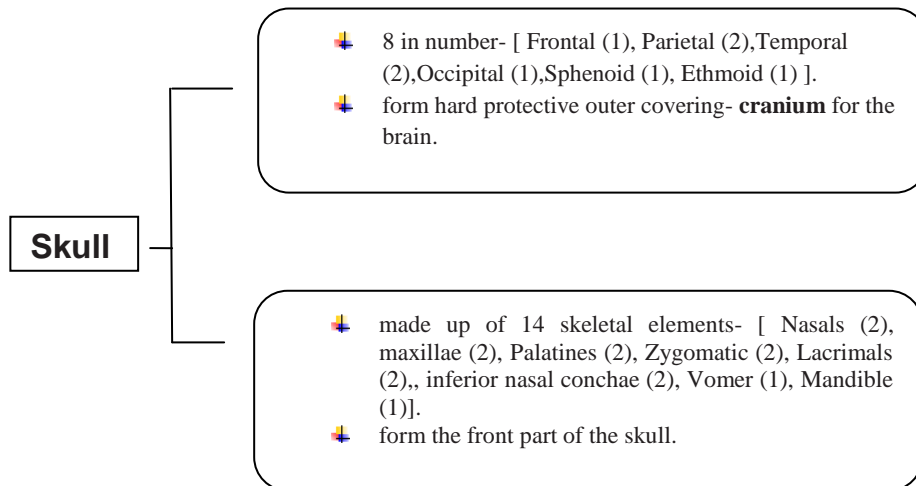 8 in number- [ Frontal (1), Parietal (2),Temporal
(2),Occipital (1),Sphenoid (1), Ethmoid (1) ].
form hard protective outer covering- cranium for the
brain.
Skull
made up of 14 skeletal elements- [ Nasals (2),
maxillae (2), Palatines (2), Zygomatic (2), Lacrimals
(2),, inferior nasal conchae (2), Vomer (1), Mandible
(1)].
form the front part of the skull.